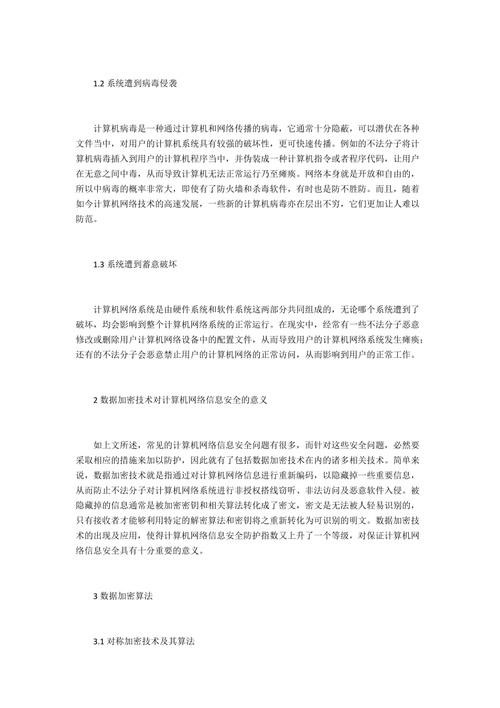 1.2 系统遭到病毒侵袭
计算机病毒是一种通过计算机和网络传播的病毒，它通常十分隐蔽，可以潜伏在各种
文件当中，对用户的计算机系统具有较强的破坏性，更可快速传播。例如的不法分子将计
算机病毒插入到用户的计算机程序当中，并伪装成一种计算机指令或者程序代码，让用户
在无意之间中毒，从而导致计算机无法正常运行乃至瘫痪。网络本身就是开放和自由的，
所以中病毒的概率非常大，即使有了防火墙和杀毒软件，有时也是防不胜防。而且，随着
如今计算机网络技术的高速发展，一些新的计算机病毒亦在层出不穷，它们更加让人难以
防范。
1.3 系统遭到蓄意破坏
计算机网络系统是由硬件系统和软件系统这两部分共同组成的，无论哪个系统遭到了
破坏，均会影响到整个计算机网络系统的正常运行。在现实中，经常有一些不法分子恶意
修改或删除用户计算机网络设备中的配置文件，从而导致用户的计算机网络系统发生瘫痪；
还有的不法分子会恶意禁止用户的计算机网络的正常访问，从而影响到用户的正常工作。
2 数据加密技术对计算机网络信息安全的意义
如上文所述，常见的计算机网络信息安全问题有很多，而针对这些安全问题，必然要
采取相应的措施来加以防护，因此就有了包括数据加密技术在内的诸多相关技术。简单来
说，数据加密技术就是指通过对计算机网络信息进行重新编码，以隐藏掉一些重要信息，
从而防止不法分子对计算机网络系统进行非授权搭线窃听、非法访问及恶意软件入侵。被
隐藏掉的信息通常是被加密密钥和相关算法转化成了密文，密文是无法被人轻易识别的，
只有接收者才能够利用特定的解密算法和密钥将之重新转化为可识别的明文。数据加密技
术的出现及应用，使得计算机网络信息安全防护指数又上升了一个等级，对保证计算机网
络信息安全具有十分重要的意义。
3 数据加密算法
3.1 对称加密技术及其算法